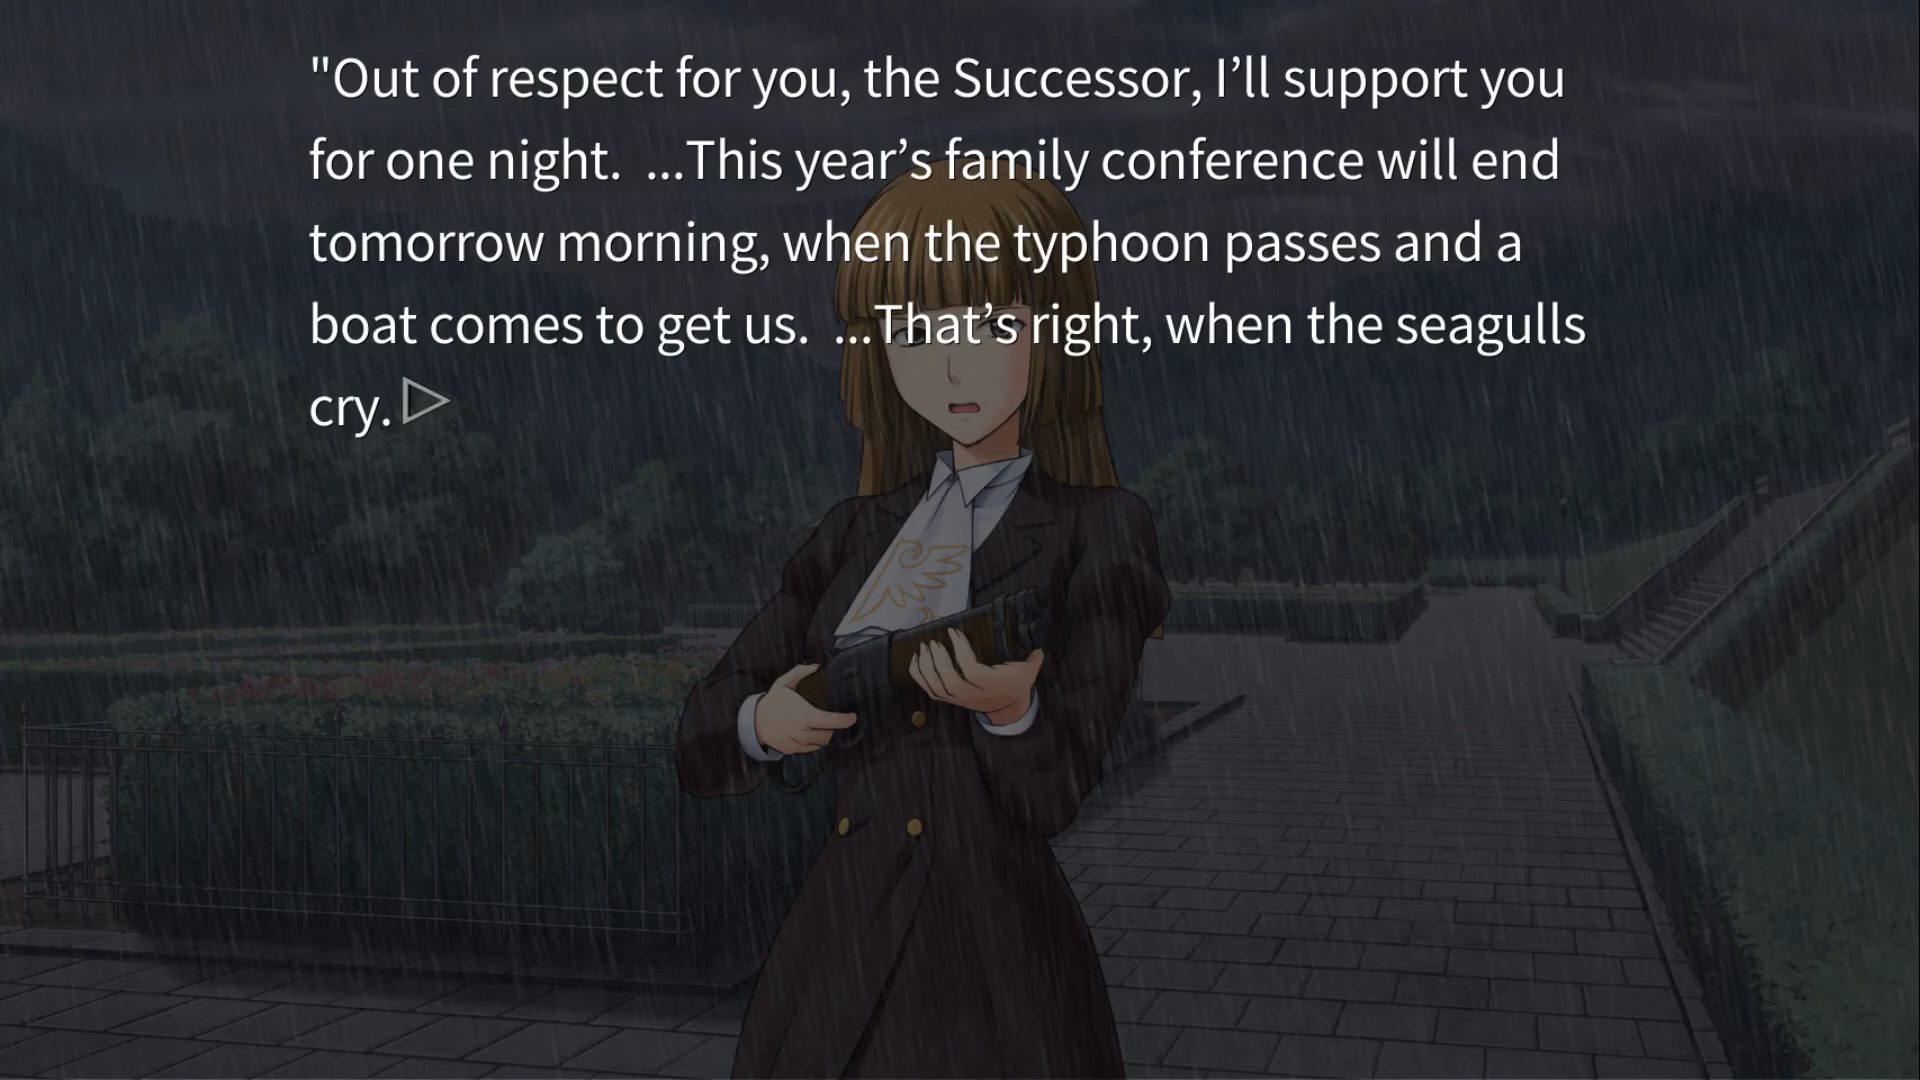 "Out of respect for you, the Successor, I’ll support you
for one night.  ...This year’s family conference will end
tomorrow morning, when the typhoon passes and a
boat comes to get us.  ...That’s right, when the seagulls
cry.